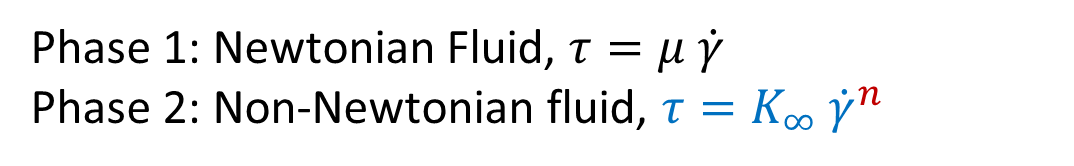 Phase 1: Newtonian Fluid, τ = μ γ̇
Phase 2: Non-Newtonian fluid, τ = K∞ γ̇ⁿ